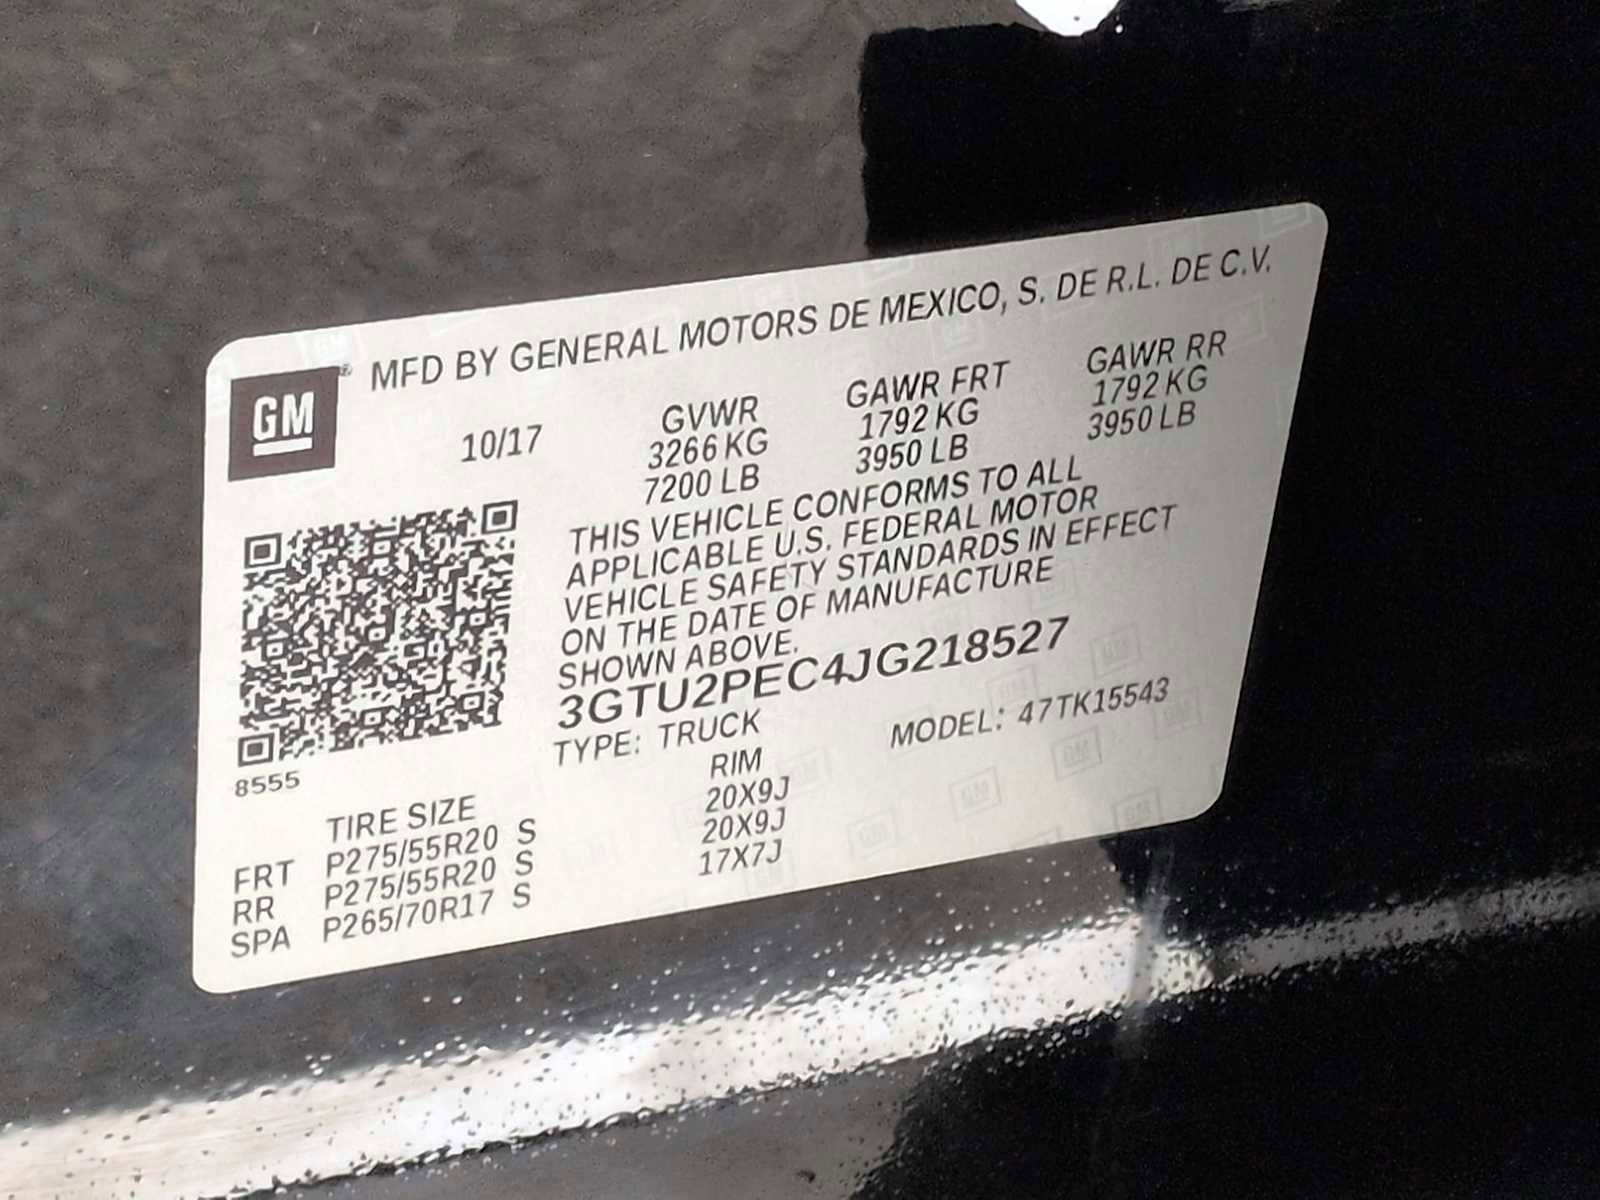 MFD BY GENERAL MOTORS DE MEXICO, S. DE R.L. DE C.V.
GM ®
10/17 GVWR GAWR FRT GAWR RR
3266 KG 1792 KG 1792 KG
7200 LB 3950 LB 3950 LB
THIS VEHICLE CONFORMS TO ALL
APPLICABLE U.S. FEDERAL MOTOR
VEHICLE SAFETY STANDARDS IN EFFECT
ON THE DATE OF MANUFACTURE
SHOWN ABOVE.
3GTU2PEC4JG218527
TYPE: TRUCK MODEL: 47TK15543
8555
TIRE SIZE RIM
FRT P275/55R20 S 20X9J
RR P275/55R20 S 20X9J
SPA P265/70R17 S 17X7J